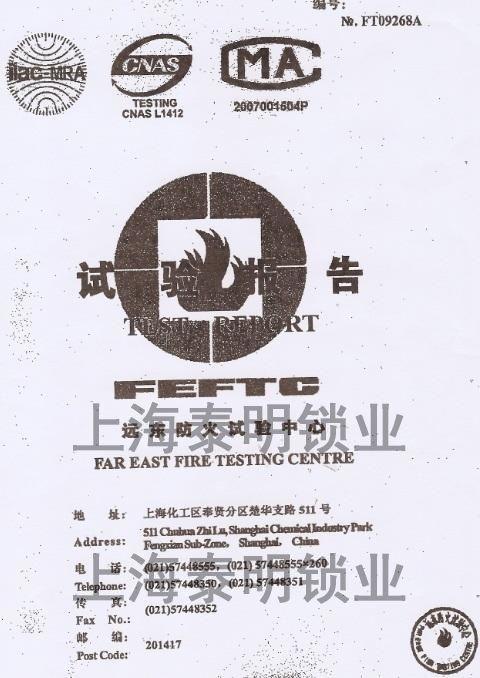 编号:
№. FT09268A
ilac-MRA
CNAS
MA
TESTING
CNAS L1412
2007001504P
试验报告
TEST REPORT
FEFTC
上海泰明锁业
远东防火试验中心
FAR EAST FIRE TESTING CENTRE
地 址: 上海化工区奉贤分区楚华支路 511 号
Address: 511 Chuhua Zhi Lu, Shanghai Chemical Industry Park
Fengxian Sub-Zone, Shanghai, China
上海泰明锁业
电 话: (021)57448555, (021) 57448555*260
Telephone: (021)57448350, (021) 57448351
传 真:
Fax No.: (021)57448352
邮 编:
Post Code: 201417